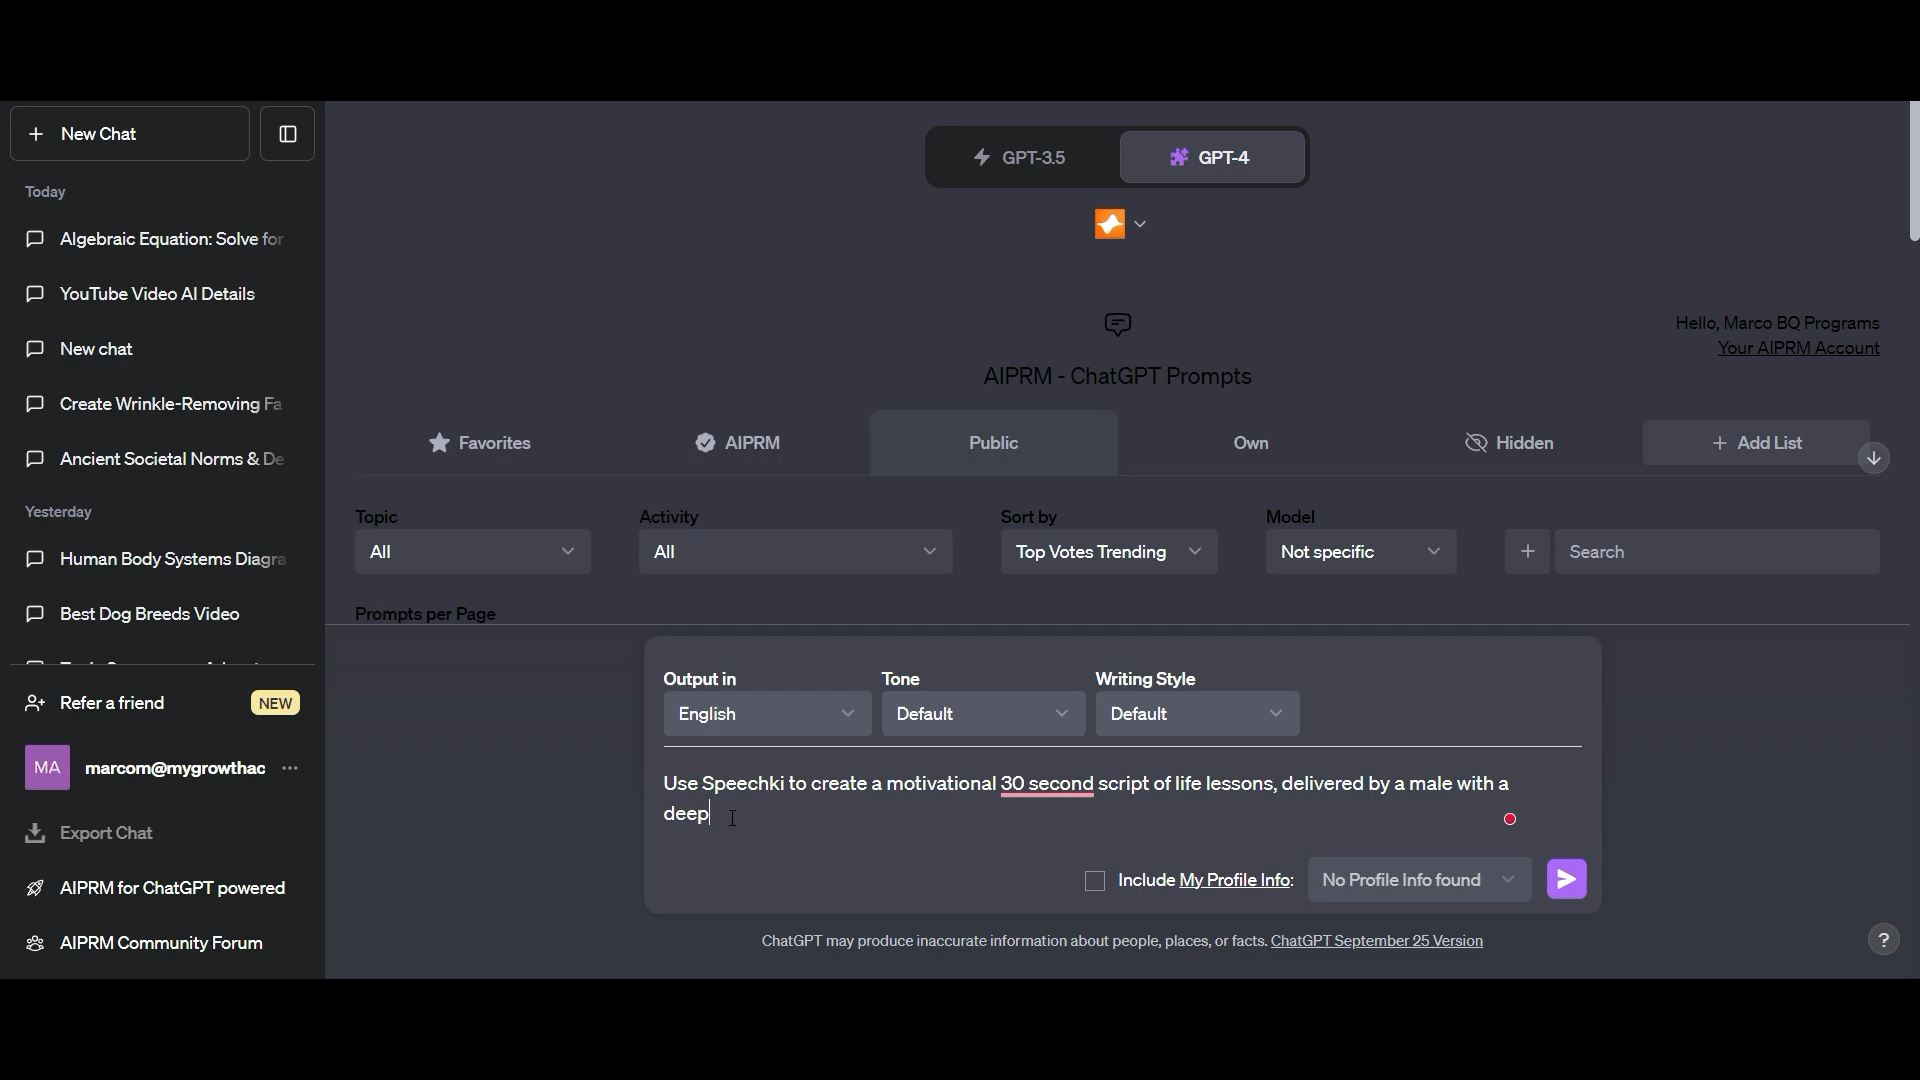 New Chat
Today
Algebraic Equation: Solve for
YouTube Video AI Details
New chat
Create Wrinkle-Removing Fa
Ancient Societal Norms & De
Yesterday
Human Body Systems Diagra
Best Dog Breeds Video
Refer a friend
NEW
MA
marcom@mygrowthac
Export Chat
AIPRM for ChatGPT powered
AIPRM Community Forum
GPT-3.5
GPT-4
Hello, Marco BQ Programs
Your AIPRM Account
AIPRM - ChatGPT Prompts
Favorites
AIPRM
Public
Own
Hidden
+ Add List
Topic
Activity
Sort by
Model
All
All
Top Votes Trending
Not specific
+
Search
Prompts per Page
Output in
Tone
Writing Style
English
Default
Default
Use Speechki to create a motivational 30 second script of life lessons, delivered by a male with a
deep
Include My Profile Info:
No Profile Info found
ChatGPT may produce inaccurate information about people, places, or facts. ChatGPT September 25 Version
?